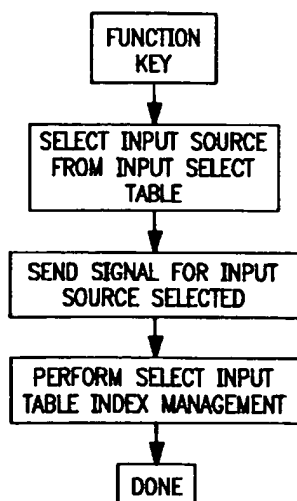 FUNCTION
KEY
SELECT INPUT SOURCE
FROM INPUT SELECT
TABLE
SEND SIGNAL FOR INPUT
SOURCE SELECTED
PERFORM SELECT INPUT
TABLE INDEX MANAGEMENT
DONE